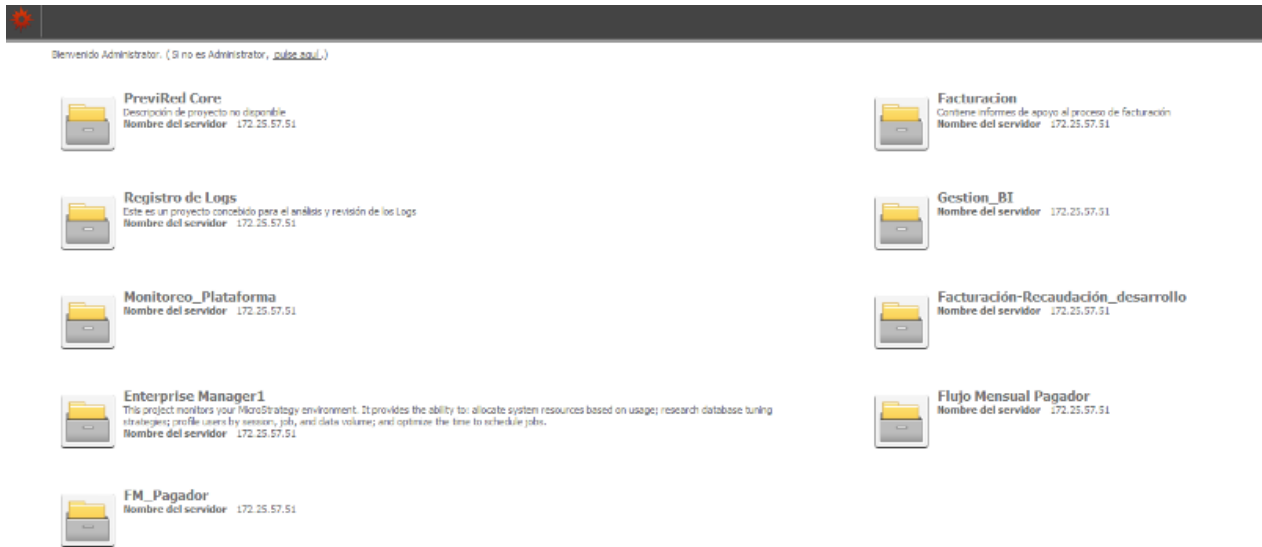 Bienvenido Administrator. ( Si no es Administrator, pulse aquí.)
PreviRed Core
Descripción de proyecto no disponible
Nombre del servidor 172.25.57.51
Facturacion
Contiene informes de apoyo al proceso de facturación
Nombre del servidor 172.25.57.51
Registro de Logs
Este es un proyecto concebido para el análisis y revisión de los Logs
Nombre del servidor 172.25.57.51
Gestion_BI
Nombre del servidor 172.25.57.51
Monitoreo_Plataforma
Nombre del servidor 172.25.57.51
Facturación-Recaudación_desarrollo
Nombre del servidor 172.25.57.51
Enterprise Manager1
This project monitors your MicroStrategy environment. It provides the ability to: allocate system resources based on usage; research database tuning
strategies; profile users by session, job, and data volume; and optimize the time to schedule jobs.
Nombre del servidor 172.25.57.51
Flujo Mensual Pagador
Nombre del servidor 172.25.57.51
FM_Pagador
Nombre del servidor 172.25.57.51